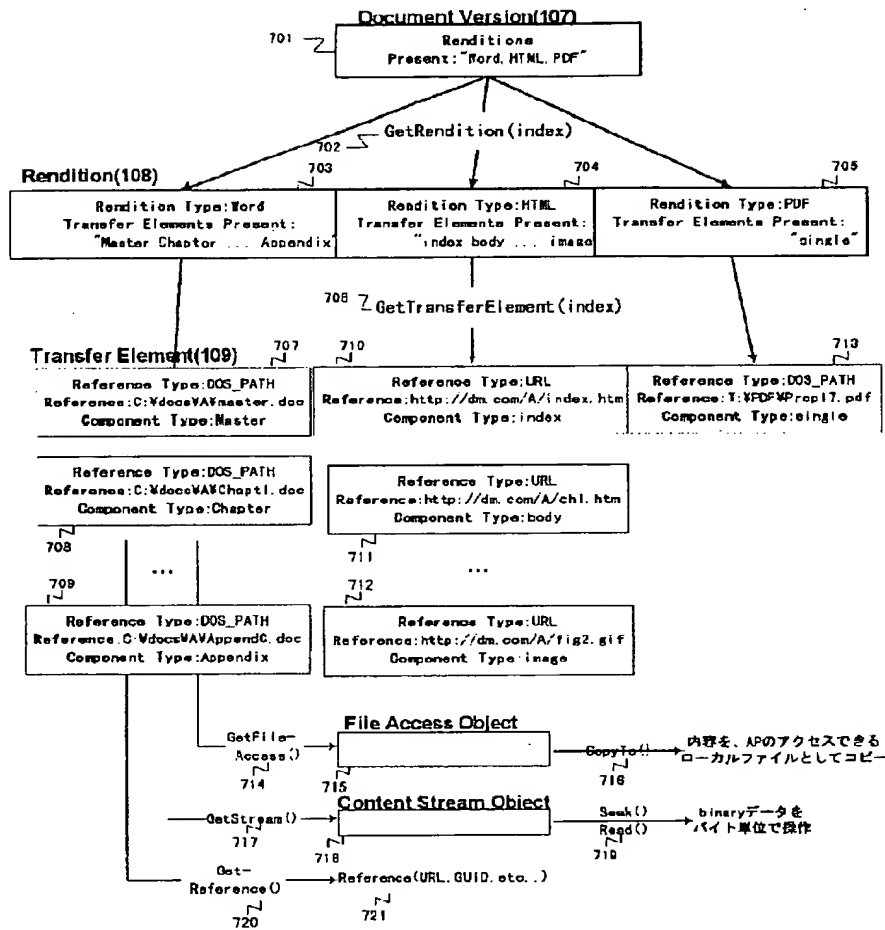 Document Version(107)
701
Renditions
Present:"Word, HTML, PDF"
702
GetRendition(index)
Rendition(108)
703
704
705
Rendition Type:Word
Transfer Elements Present:
"Master Chaptor ... Appendix"
Rendition Type:HTML
Transfer Elements Present:
"index body ... image
Rendition Type:PDF
Transfer Elements Present:
"single"
706
GetTransferElement(index)
Transfer Element(109)
707
710
713
Reference Type:DOS_PATH
Reference:C:¥docs¥A¥master.doc
Component Type:Master
Reference Type:URL
Reference:http://dm.com/A/index.htm
Component Type:index
Reference Type:DOS_PATH
Reference:T:¥PDF¥Prop17.pdf
Component Type:single
Reference Type:DOS_PATH
Reference:C:¥docs¥A¥Chapt1.doc
Component Type:Chapter
Reference Type:URL
Reference:http://dm.com/A/ch1.htm
Component Type:body
708
711
...
...
709
712
Reference Type:DOS_PATH
Reference:C:¥docs¥A¥AppendC.doc
Component Type:Appendix
Reference Type:URL
Reference:http://dm.com/A/fig2.gif
Component Type:image
File Access Object
GetFile-
Access()
714
715
CopyTo()
716
内容を、APのアクセスできる
ローカルファイルとしてコピー
Content Stream Object
GetStream()
717
718
Seek()
Read()
719
binaryデータを
バイト単位で操作
Get-
Reference()
720
Reference(URL,GUID,etc..)
721